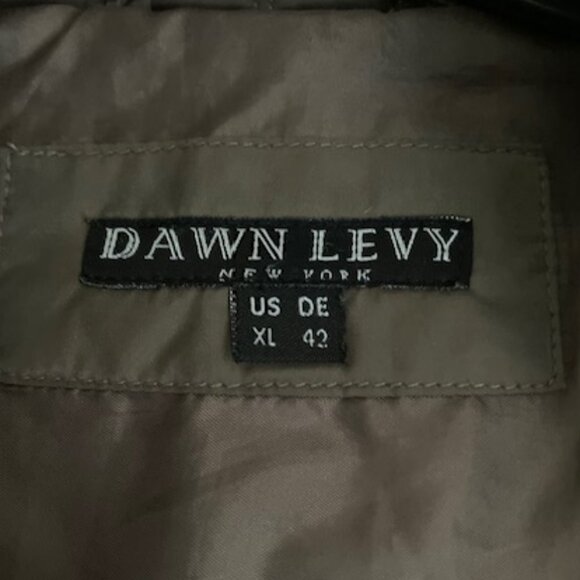 DAWN LEVY
NEW YORK
US DE
XL 42